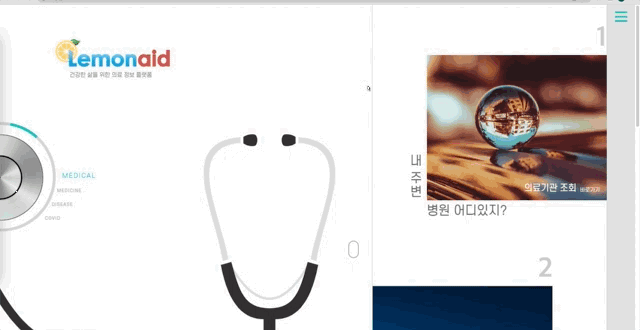 Lemonaid
건강한 삶을 위한 의료 정보 플랫폼
MEDICAL
MEDICINE
DISEASE
COVID
1
내 주변
의료기관 조회 바로가기
병원 어디있지?
2